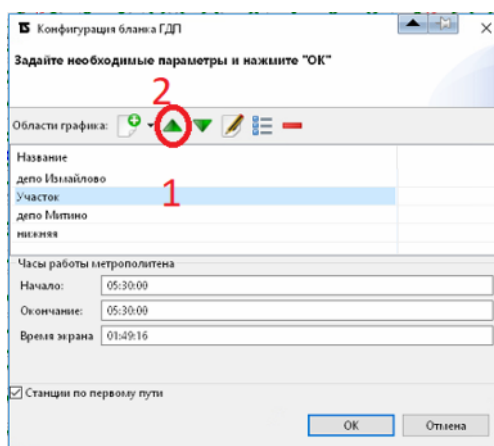 Конфигурация бланка ГДП
Задайте необходимые параметры и нажмите "ОК"
2
Области графика:
Название
депо Измайлово
1
Участок
депо Митино
нижняя
Часы работы метрополитена
Начало: 05:30:00
Окончание: 05:30:00
Время экрана 01:49:16
Станции по первому пути
ОК Отмена